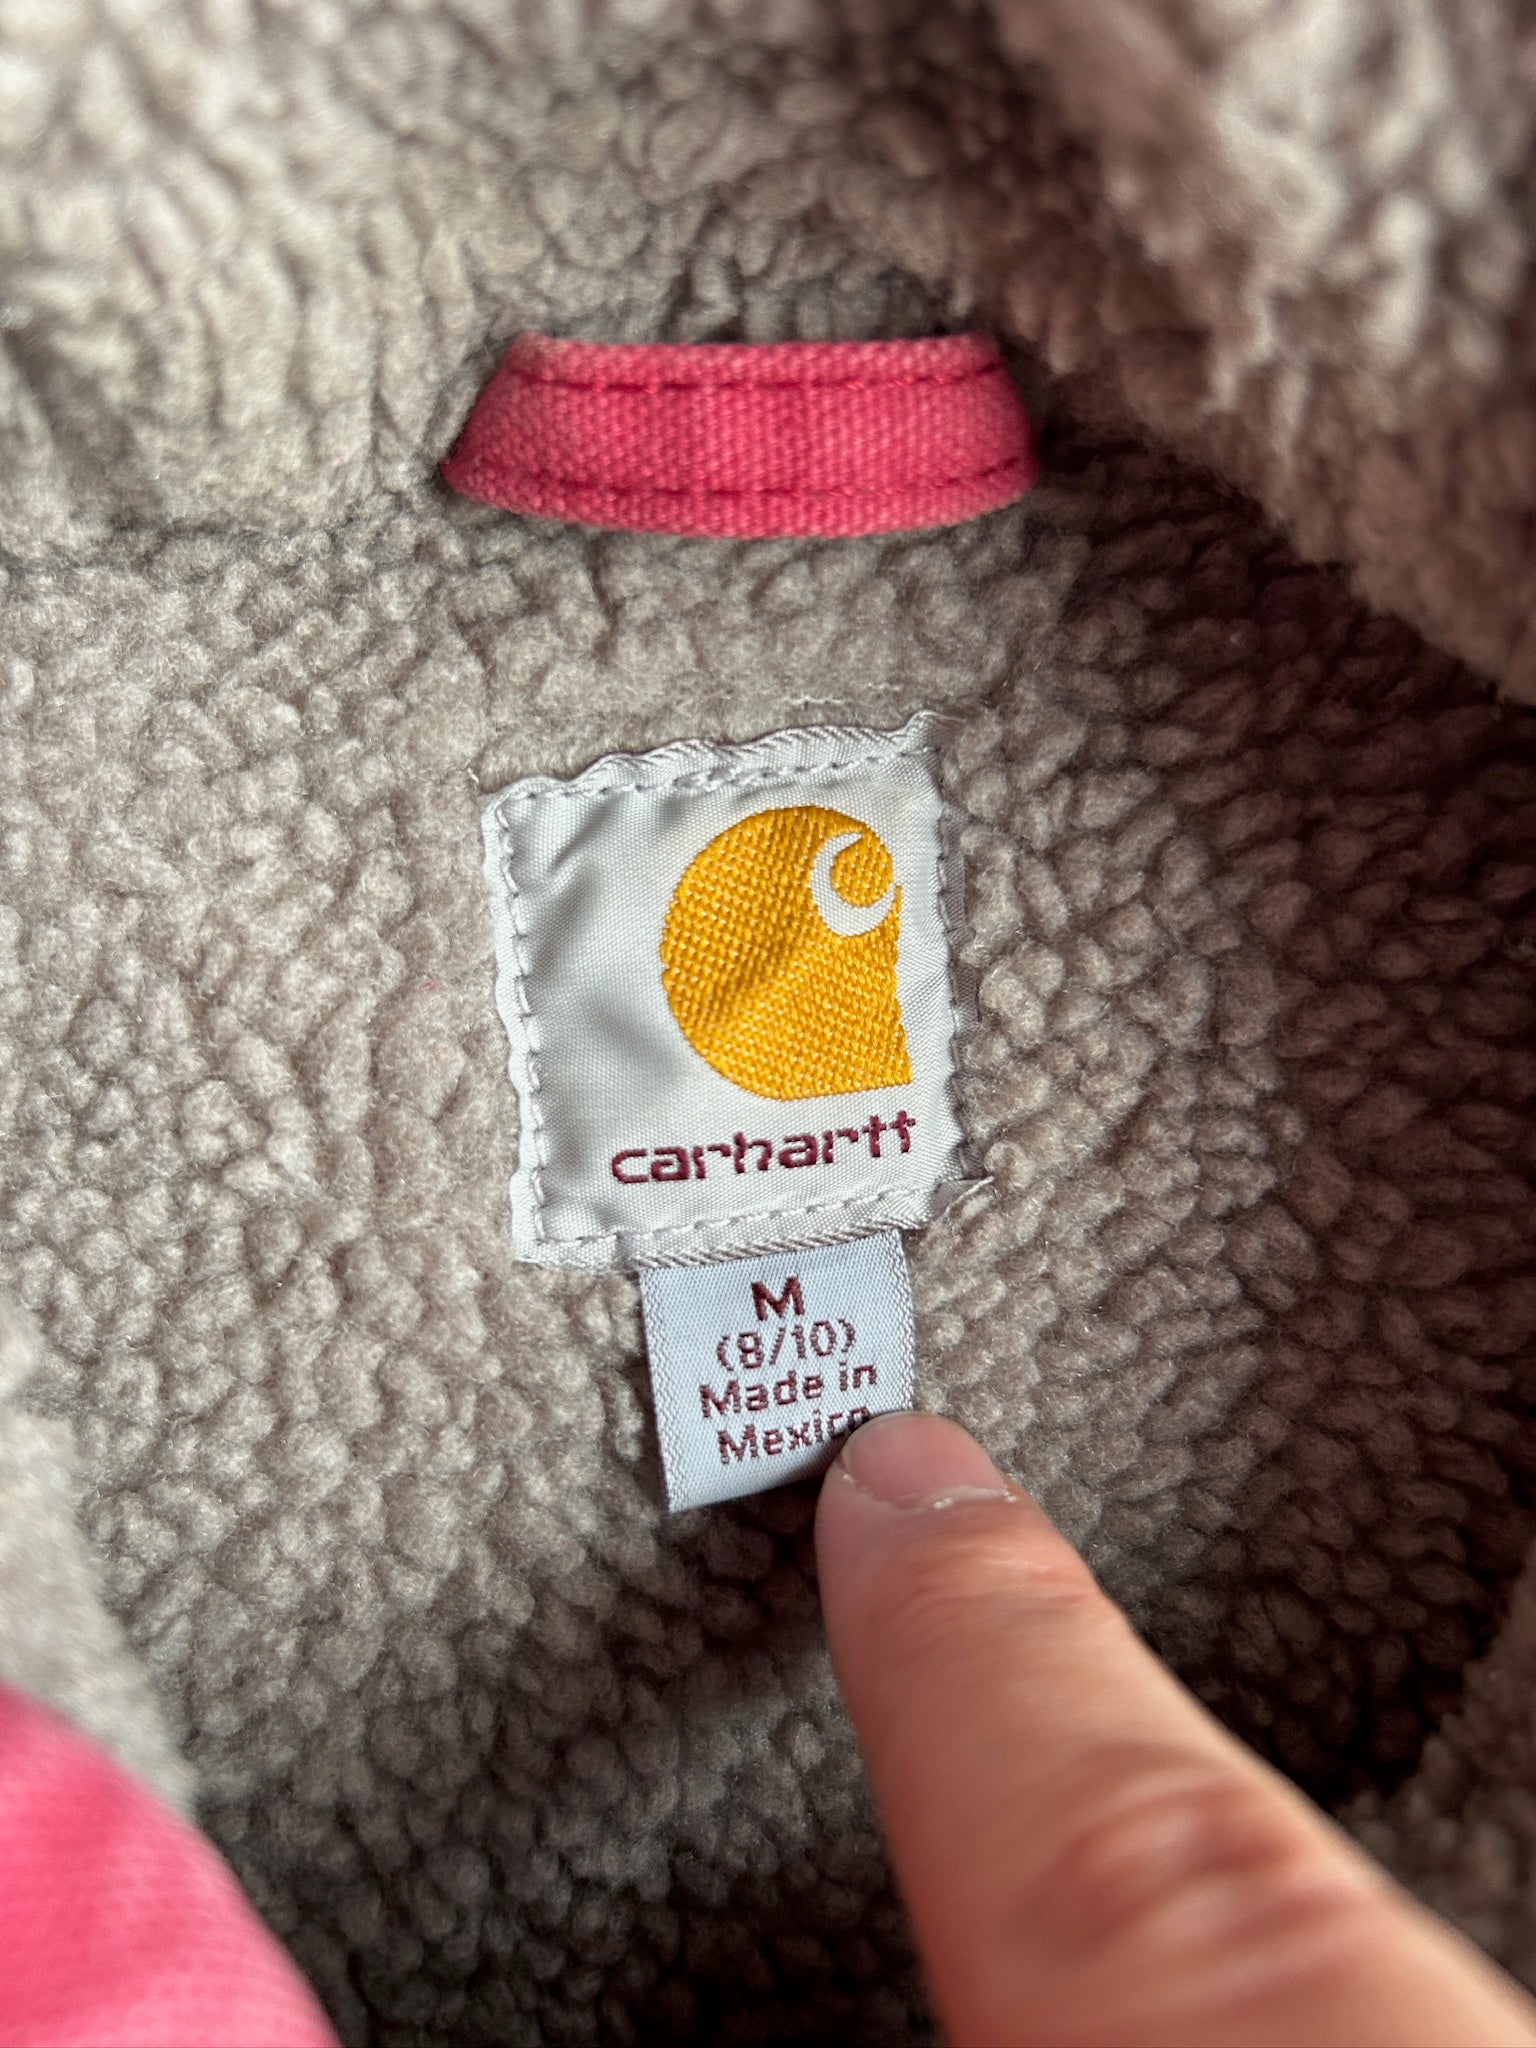 carhartt
M
(8/10)
Made in
Mexico